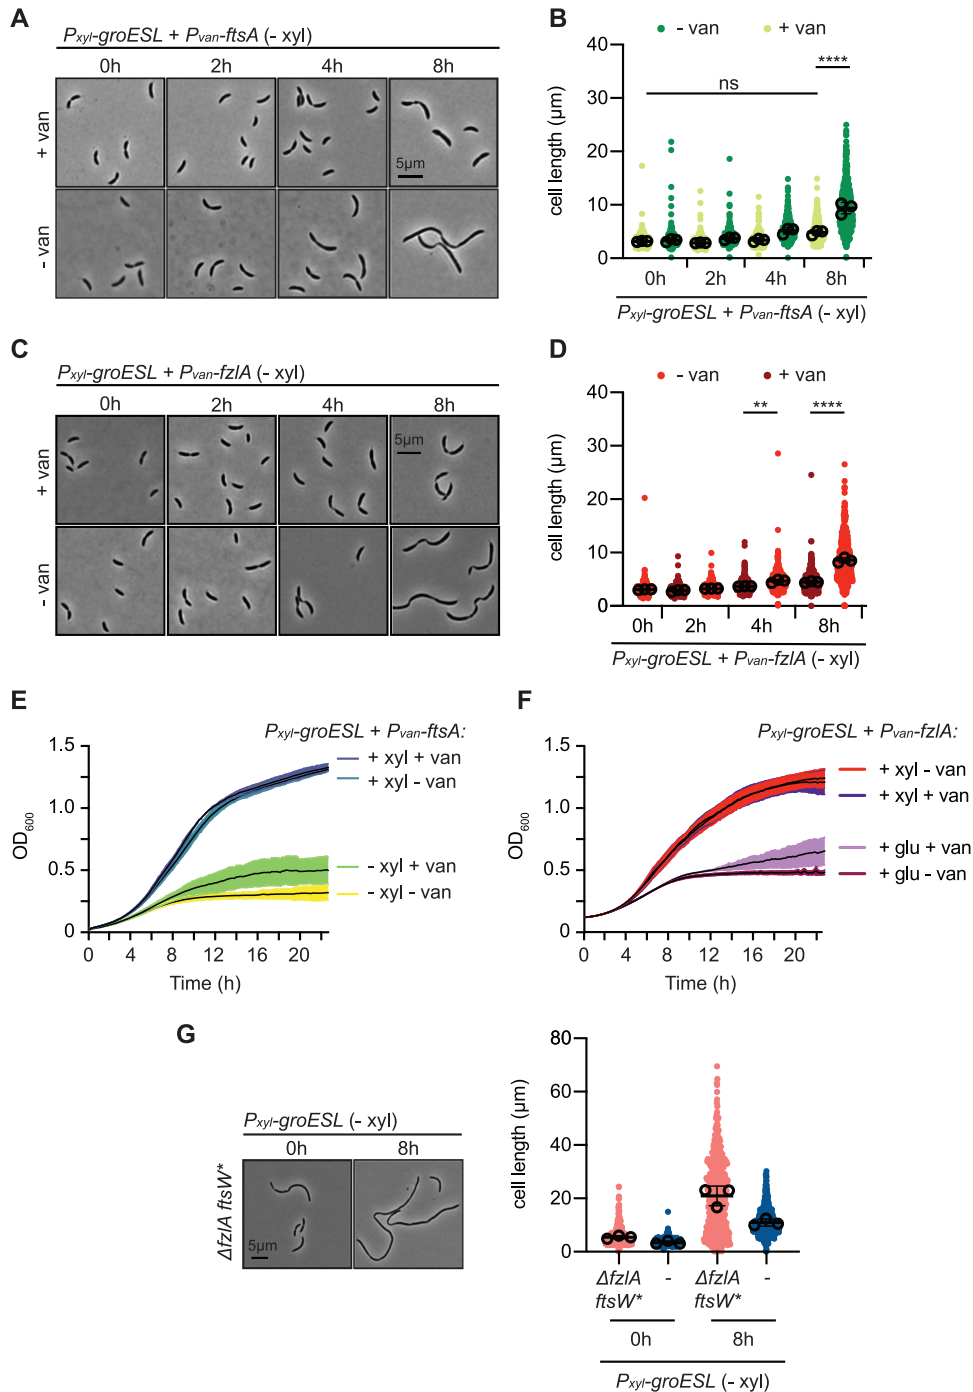 A
Pxyl-groESL + Pvan-ftsA (- xyl)
0h 2h 4h 8h
+ van
5µm
- van
B
- van + van
cell length (µm)
40
30
20
10
0
ns
****
0h 2h 4h 8h
Pxyl-groESL + Pvan-ftsA (- xyl)
C
Pxyl-groESL + Pvan-fzlA (- xyl)
0h 2h 4h 8h
+ van
5µm
- van
D
- van + van
cell length (µm)
40
30
20
10
0
**
****
0h 2h 4h 8h
Pxyl-groESL + Pvan-fzlA (- xyl)
E
Pxyl-groESL + Pvan-ftsA:
OD600
1.5
1.0
0.5
0
+ xyl + van
+ xyl - van
- xyl + van
- xyl - van
0 4 8 12 16 20
Time (h)
F
Pxyl-groESL + Pvan-fzlA:
OD600
1.5
1.0
0.5
0
+ xyl - van
+ xyl + van
+ glu + van
+ glu - van
0 4 8 12 16 20
Time (h)
G
Pxyl-groESL (- xyl)
0h 8h
ΔfzlA ftsW*
5µm
cell length (µm)
80
60
40
20
0
ΔfzlA - ΔfzlA -
ftsW* ftsW*
0h 8h
Pxyl-groESL (- xyl)